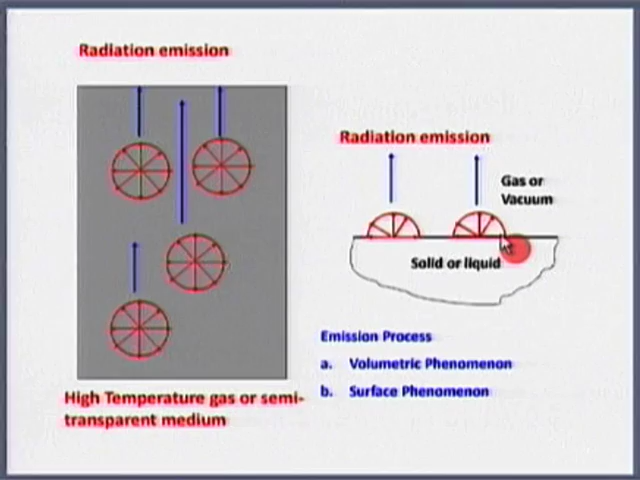 Radiation emission
Radiation emission
Gas or
Vacuum
Solid or liquid
Emission Process
a. Volumetric Phenomenon
b. Surface Phenomenon
High Temperature gas or semi-
transparent medium